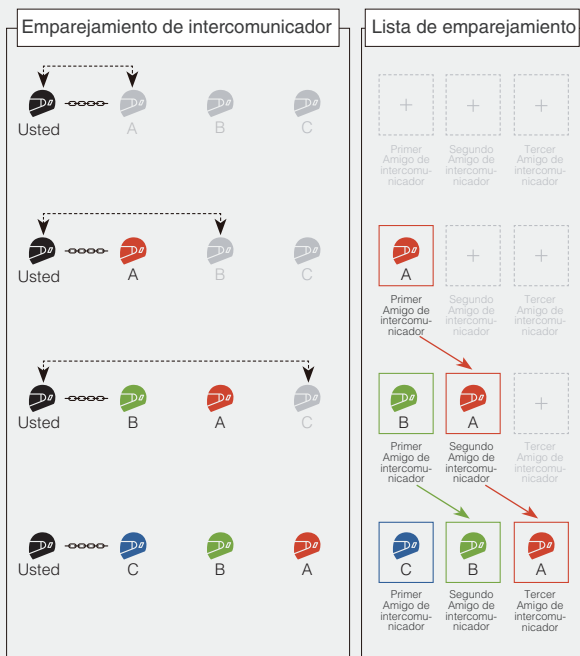 Emparejamiento de intercomunicador
Lista de emparejamiento
Usted
A
B
C
+
+
+
Primer
Amigo de
intercomu-
nicador
Segundo
Amigo de
intercomu-
nicador
Tercer
Amigo de
intercomu-
nicador
Usted
A
B
C
A
+
+
Primer
Amigo de
intercomu-
nicador
Segundo
Amigo de
intercomu-
nicador
Tercer
Amigo de
intercomu-
nicador
Usted
B
A
C
B
A
+
Primer
Amigo de
intercomu-
nicador
Segundo
Amigo de
intercomu-
nicador
Tercer
Amigo de
intercomu-
nicador
Usted
C
B
A
C
B
A
Primer
Amigo de
intercomu-
nicador
Segundo
Amigo de
intercomu-
nicador
Tercer
Amigo de
intercomu-
nicador